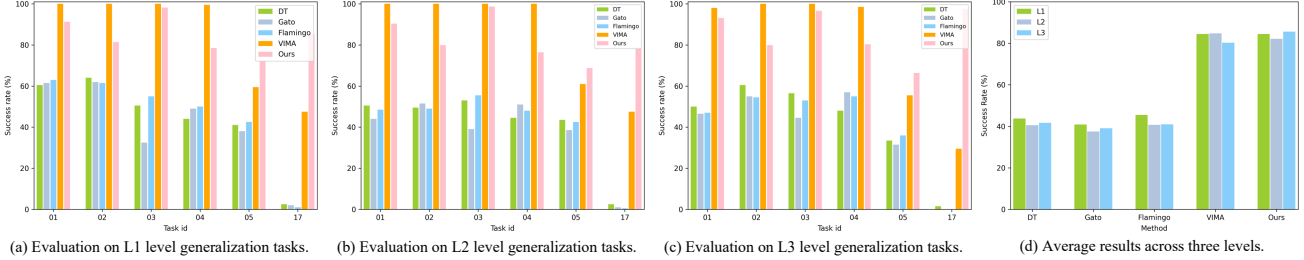 100
80
60
40
20
0
Success rate (%)
01 02 03 04 05 17
Task id
DT
Gato
Flamingo
VIMA
Ours
(a) Evaluation on L1 level generalization tasks.
100
80
60
40
20
0
Success rate (%)
01 02 03 04 05 17
Task id
DT
Gato
Flamingo
VIMA
Ours
(b) Evaluation on L2 level generalization tasks.
100
80
60
40
20
0
Success rate (%)
01 02 03 04 05 17
Task id
DT
Gato
Flamingo
VIMA
Ours
(c) Evaluation on L3 level generalization tasks.
100
80
60
40
20
0
Success Rate (%)
L1
L2
L3
DT Gato Flamingo VIMA Ours
Method
(d) Average results across three levels.